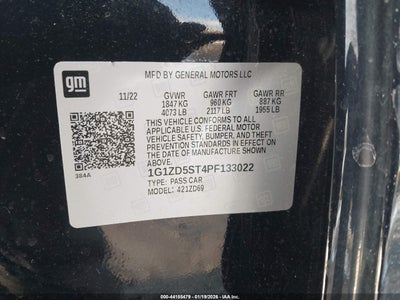 gm
MFD BY GENERAL MOTORS LLC
11/22 GVWR GAWR FRT GAWR RR
1847 KG 960 KG 887 KG
4073 LB 2117 LB 1955 LB
THIS VEHICLE CONFORMS TO ALL
APPLICABLE U.S. FEDERAL MOTOR
VEHICLE SAFETY, BUMPER, AND THEFT
PREVENTION STANDARDS IN EFFECT ON
THE DATE OF MANUFACTURE SHOWN
ABOVE.
1G1ZD5ST4PF133022
TYPE: PASS CAR
MODEL: 421ZD69
384A
000-44155479 - 01/19/2026 - IAA Inc.